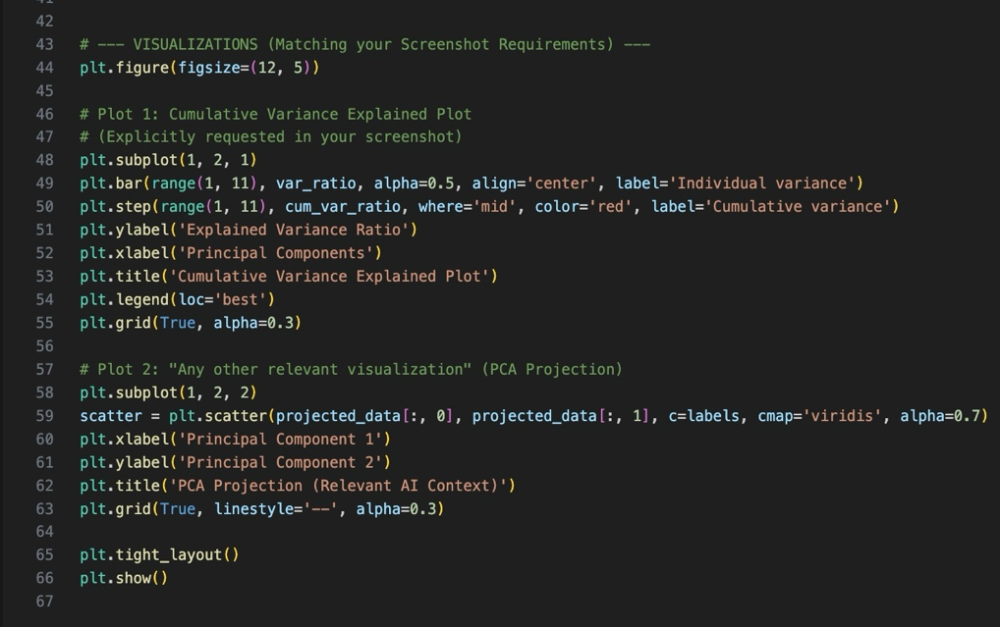 41
42
43 # --- VISUALIZATIONS (Matching your Screenshot Requirements) ---
44 plt.figure(figsize=(12, 5))
45
46 # Plot 1: Cumulative Variance Explained Plot
47 # (Explicitly requested in your screenshot)
48 plt.subplot(1, 2, 1)
49 plt.bar(range(1, 11), var_ratio, alpha=0.5, align='center', label='Individual variance')
50 plt.step(range(1, 11), cum_var_ratio, where='mid', color='red', label='Cumulative variance')
51 plt.ylabel('Explained Variance Ratio')
52 plt.xlabel('Principal Components')
53 plt.title('Cumulative Variance Explained Plot')
54 plt.legend(loc='best')
55 plt.grid(True, alpha=0.3)
56
57 # Plot 2: "Any other relevant visualization" (PCA Projection)
58 plt.subplot(1, 2, 2)
59 scatter = plt.scatter(projected_data[:, 0], projected_data[:, 1], c=labels, cmap='viridis', alpha=0.7)
60 plt.xlabel('Principal Component 1')
61 plt.ylabel('Principal Component 2')
62 plt.title('PCA Projection (Relevant AI Context)')
63 plt.grid(True, linestyle='--', alpha=0.3)
64
65 plt.tight_layout()
66 plt.show()
67